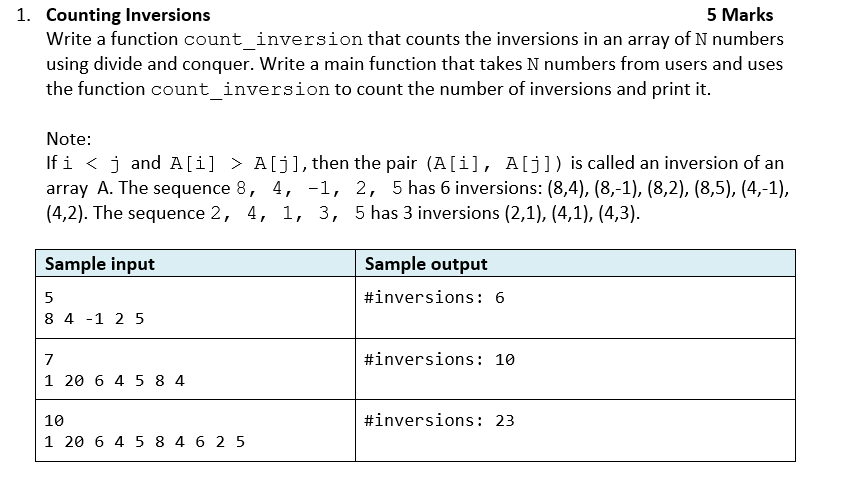 1. Counting Inversions 5 Marks
Write a function count_inversion that counts the inversions in an array of N numbers
using divide and conquer. Write a main function that takes N numbers from users and uses
the function count_inversion to count the number of inversions and print it.
Note:
If i < j and A[i] > A[j], then the pair (A[i], A[j]) is called an inversion of an
array A. The sequence 8, 4, -1, 2, 5 has 6 inversions: (8,4), (8,-1), (8,2), (8,5), (4,-1),
(4,2). The sequence 2, 4, 1, 3, 5 has 3 inversions (2,1), (4,1), (4,3).
Sample input Sample output
5 #inversions: 6
8 4 -1 2 5
7 #inversions: 10
1 20 6 4 5 8 4
10 #inversions: 23
1 20 6 4 5 8 4 6 2 5